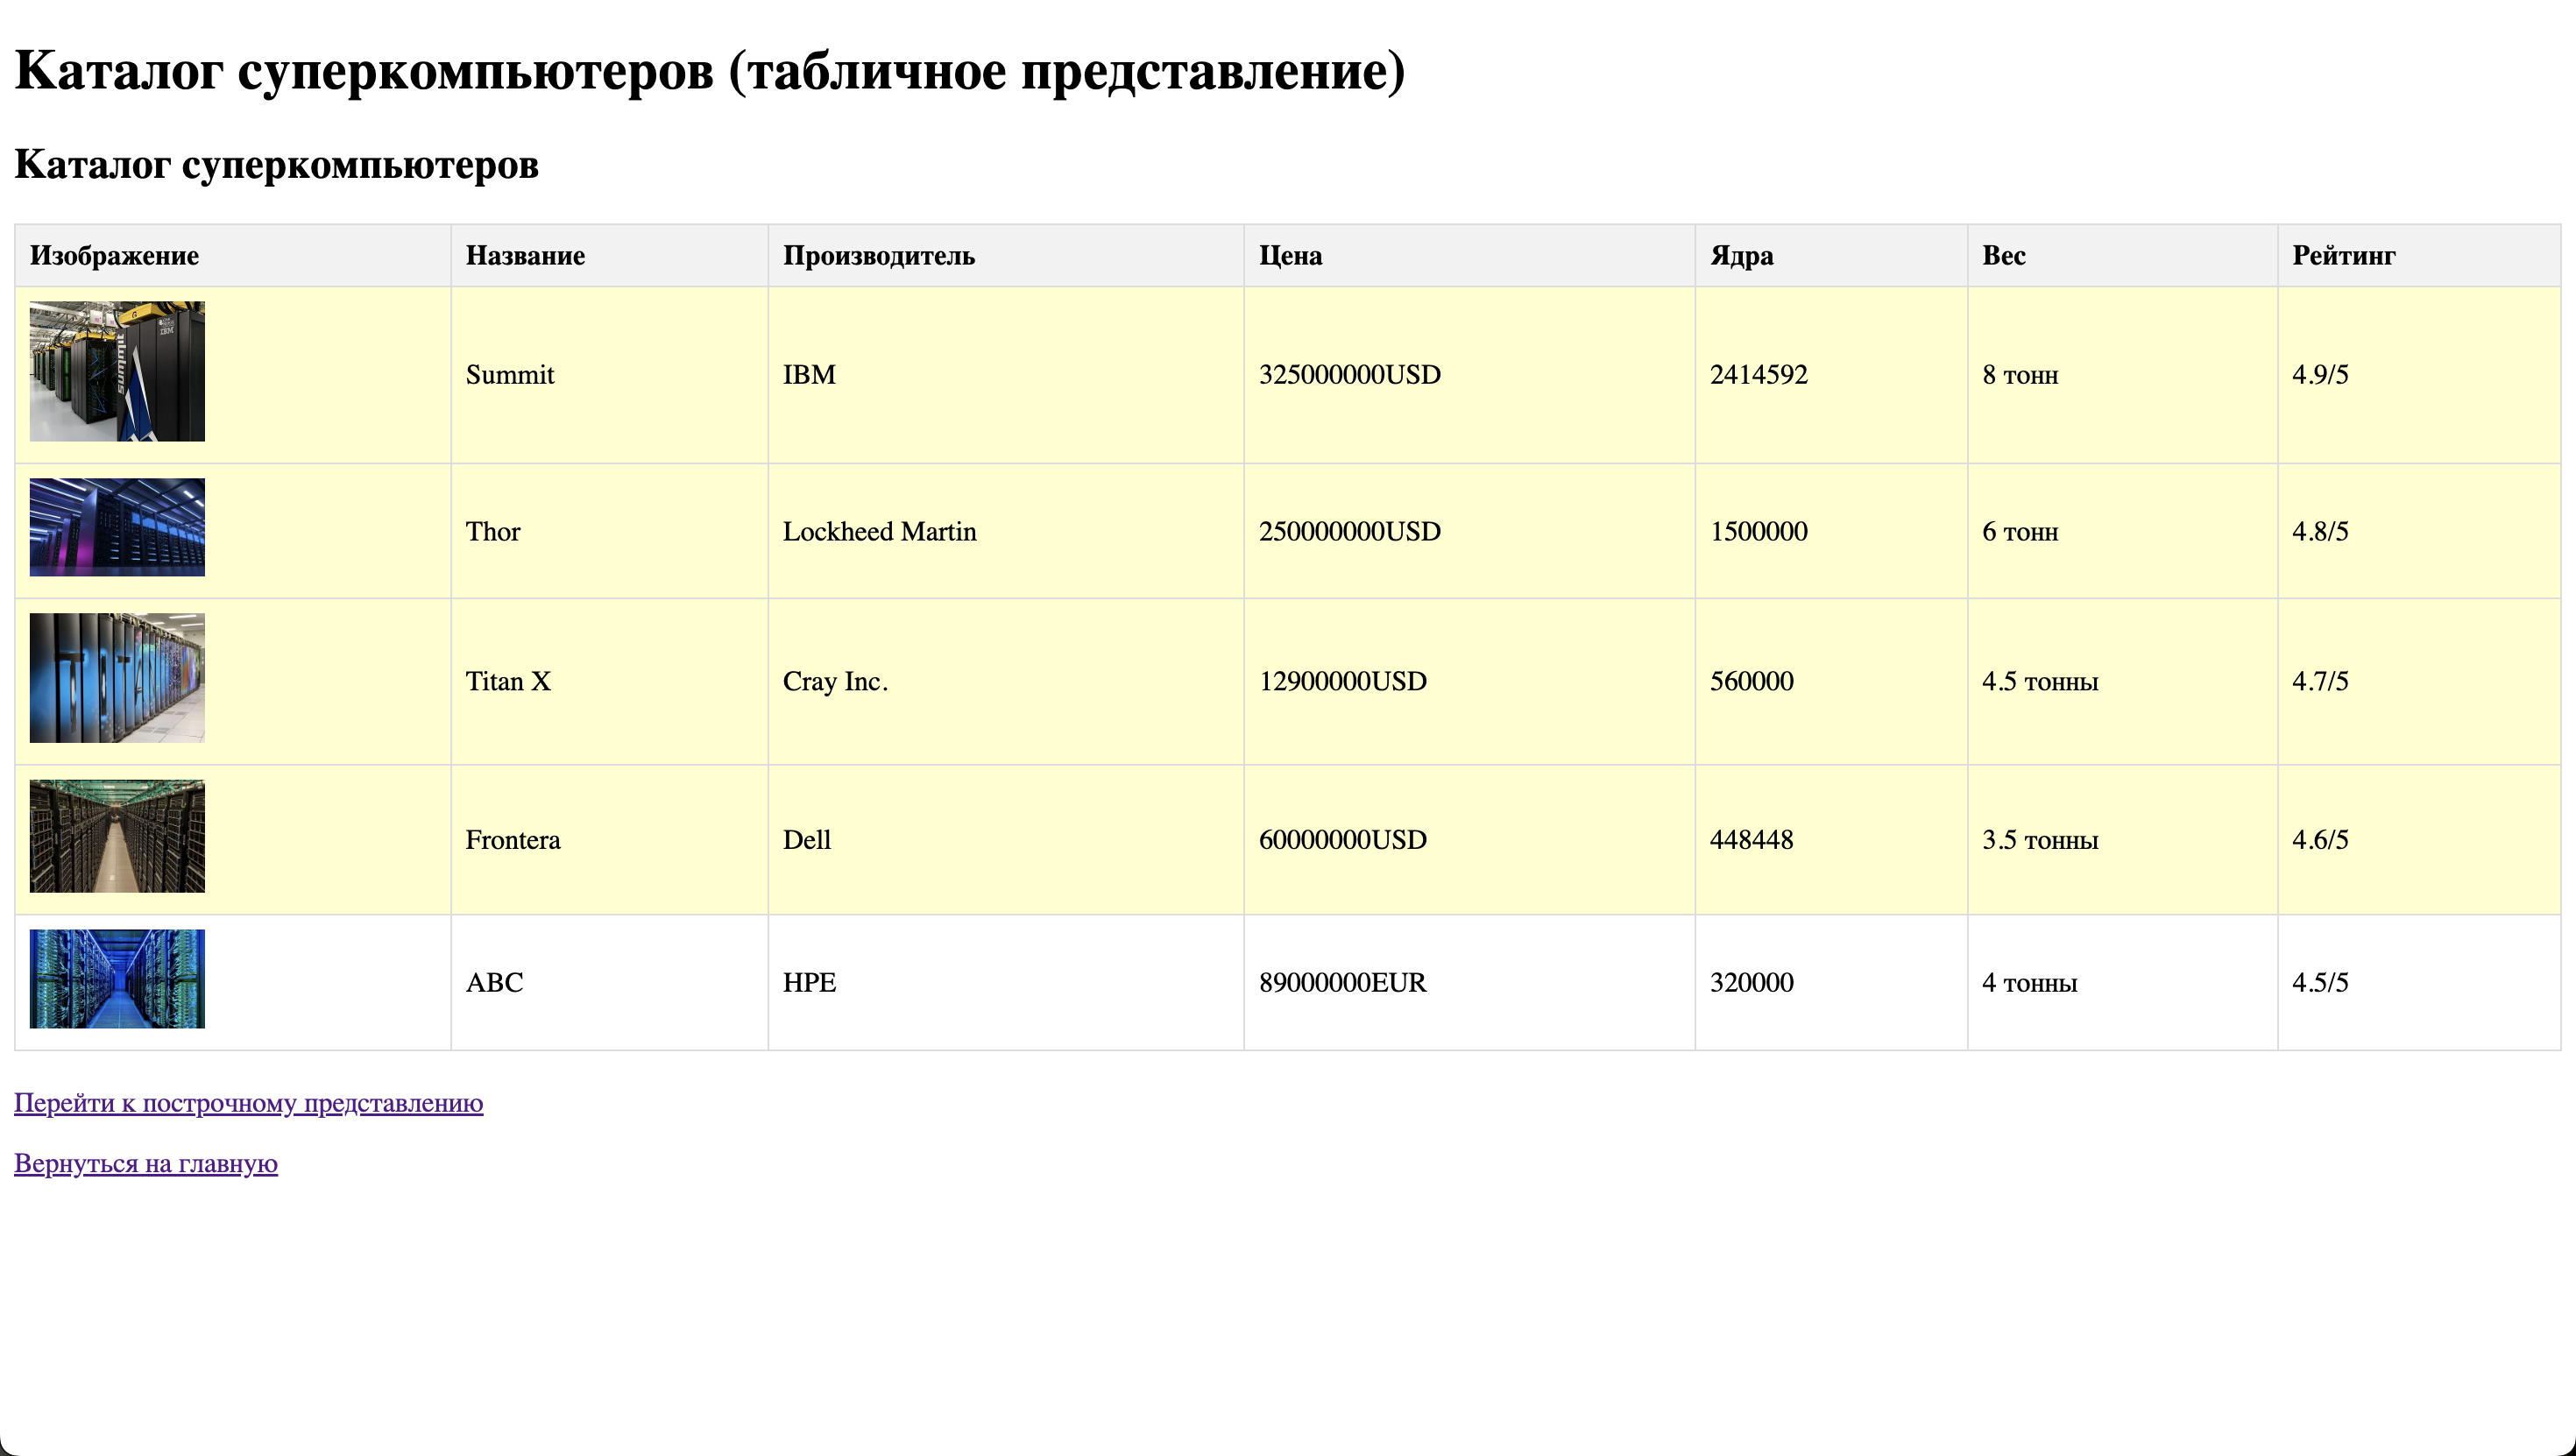 Каталог суперкомпьютеров (табличное представление)
Каталог суперкомпьютеров
Изображение Название Производитель Цена Ядра Вес Рейтинг
SUMMIT IBM
Summit IBM 325000000USD 2414592 8 тонн 4.9/5
Thor Lockheed Martin 250000000USD 1500000 6 тонн 4.8/5
TITAN
Titan X Cray Inc. 12900000USD 560000 4.5 тонны 4.7/5
Frontera Dell 60000000USD 448448 3.5 тонны 4.6/5
ABC HPE 89000000EUR 320000 4 тонны 4.5/5
Перейти к построчному представлению
Вернуться на главную